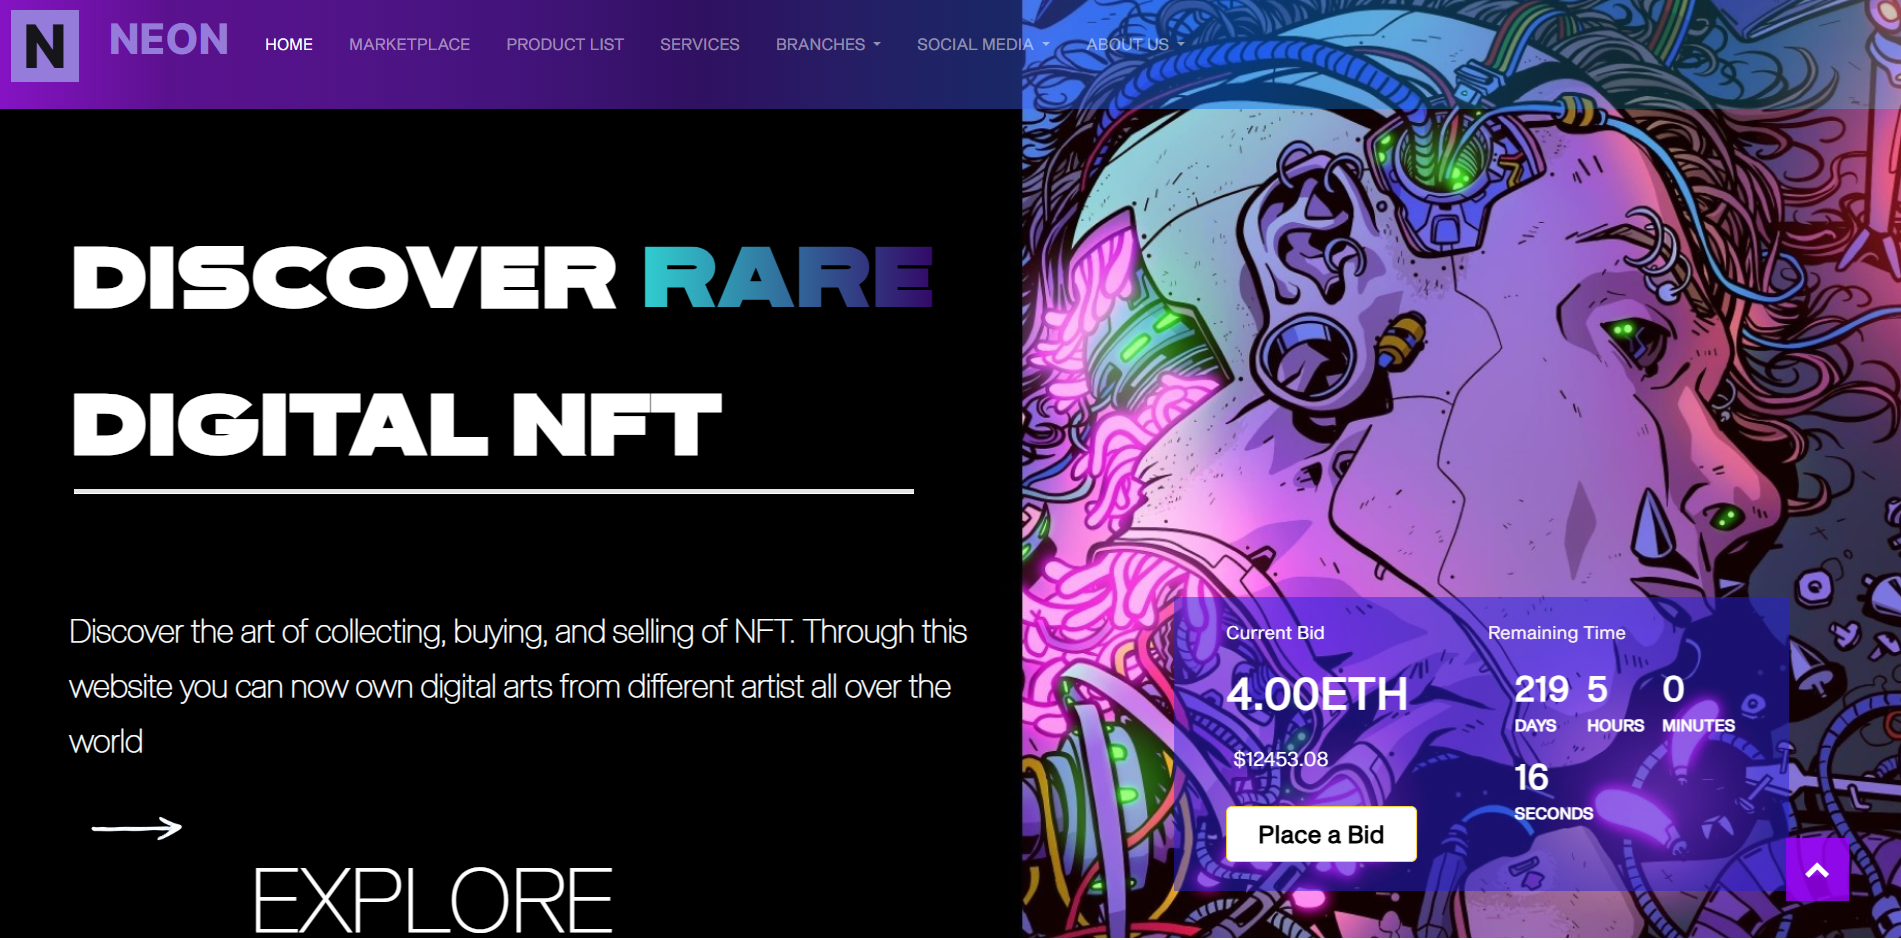 N NEON HOME MARKETPLACE PRODUCT LIST SERVICES BRANCHES SOCIAL MEDIA ABOUT US
DISCOVER RARE
DIGITAL NFT
Discover the art of collecting, buying, and selling of NFT. Through this
website you can now own digital arts from different artist all over the
world
EXPLORE
Current Bid
4.00ETH
$12453.08
Place a Bid
Remaining Time
219 5 0
DAYS HOURS MINUTES
16
SECONDS